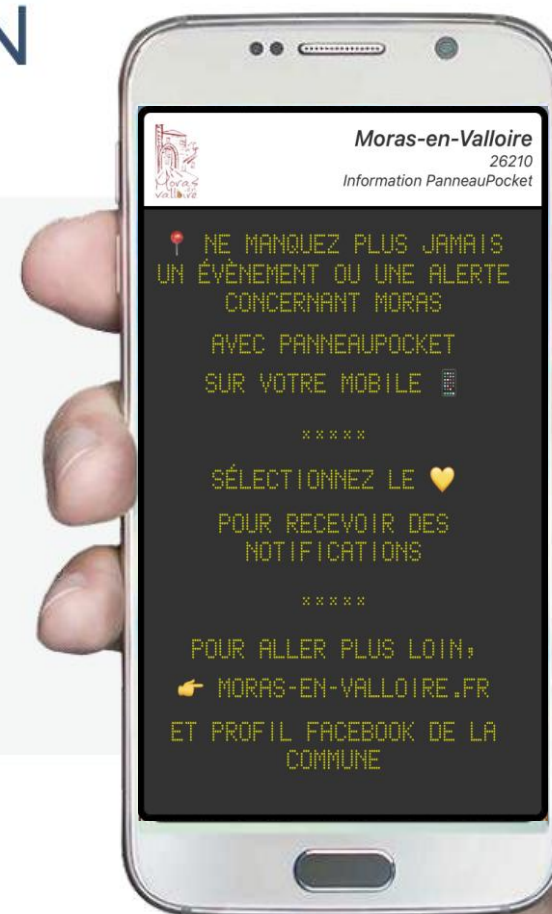 N
Moras-en-Valloire
26210
Information PanneauPocket
Moras
valloire
📍 NE MANQUEZ PLUS JAMAIS
UN ÉVÈNEMENT OU UNE ALERTE
CONCERNANT MORAS
AVEC PANNEAUPOCKET
SUR VOTRE MOBILE 📱
*****
SÉLECTIONNEZ LE 💛
POUR RECEVOIR DES
NOTIFICATIONS
*****
POUR ALLER PLUS LOIN,
👉 MORAS-EN-VALLOIRE.FR
ET PROFIL FACEBOOK DE LA
COMMUNE